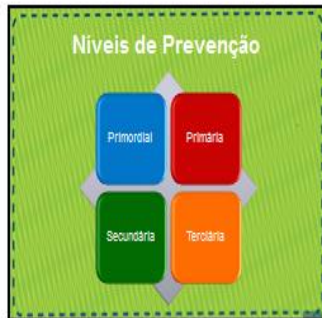 Níveis de Prevenção
Primordial
Primária
Secundária
Terciária